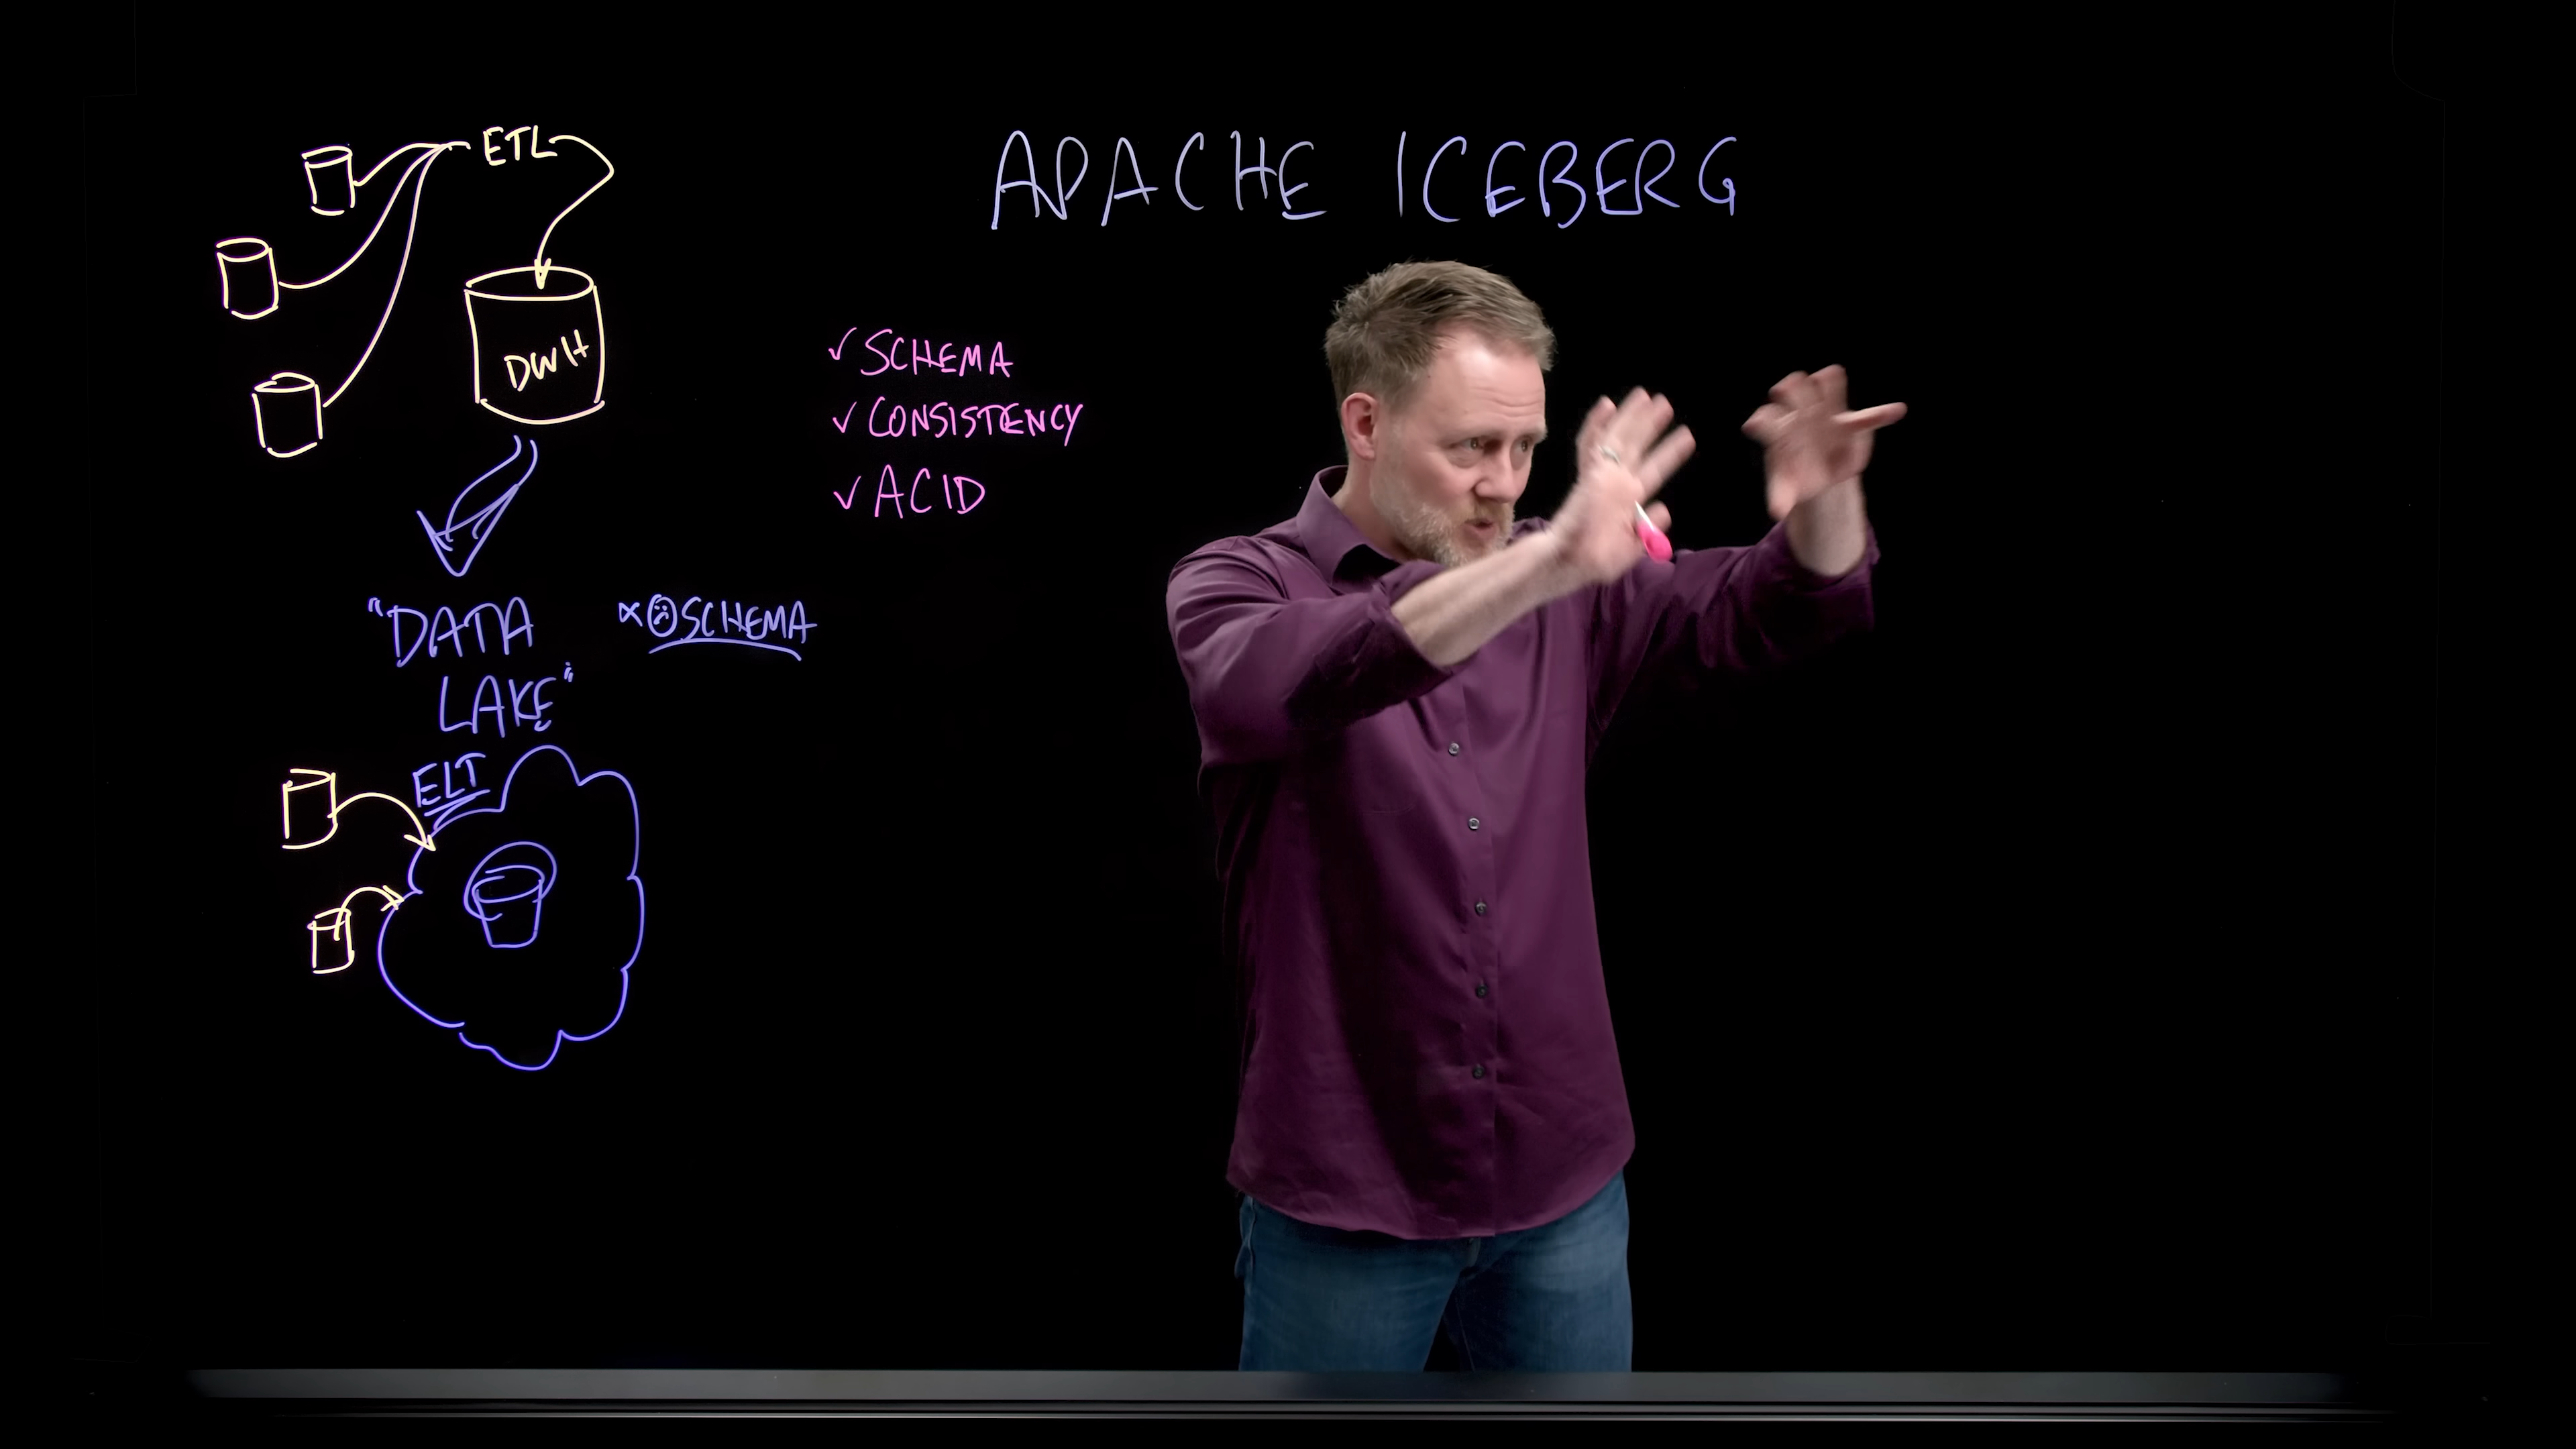 ETL
APACHE ICEBERG
DWH
✓ SCHEMA
✓ CONSISTENCY
✓ ACID
"DATA
LAKE"
× ☹ SCHEMA
ELT